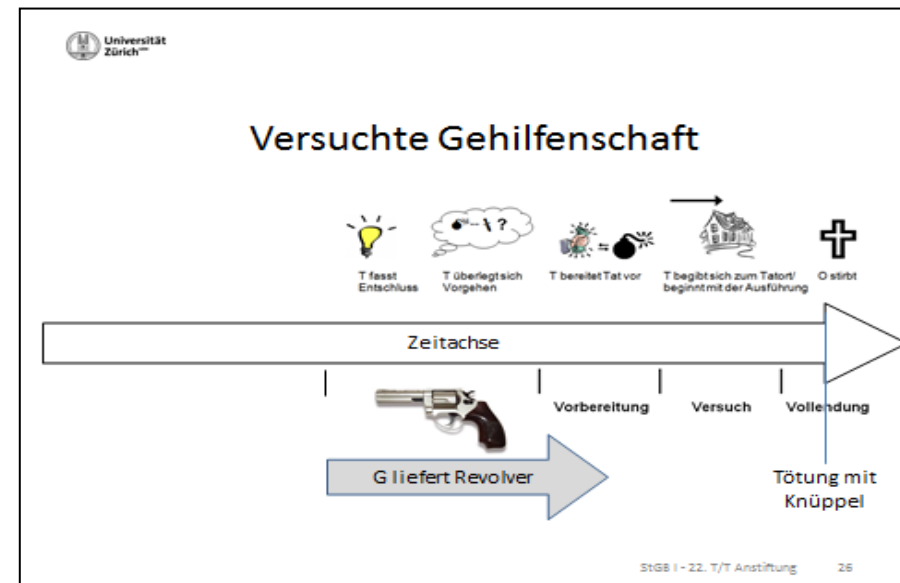 Universität
Zürich
Versuchte Gehilfenschaft
?
T fasst
Entschluss
T überlegt sich
Vorgehen
T bereitet Tat vor
T begibt sich zum Tatort/
beginnt mit der Ausführung
O stirbt
Zeitachse
Vorbereitung
Versuch
Vollendung
G liefert Revolver
Tötung mit
Knüppel
StGB I - 22. T/T Anstiftung 26